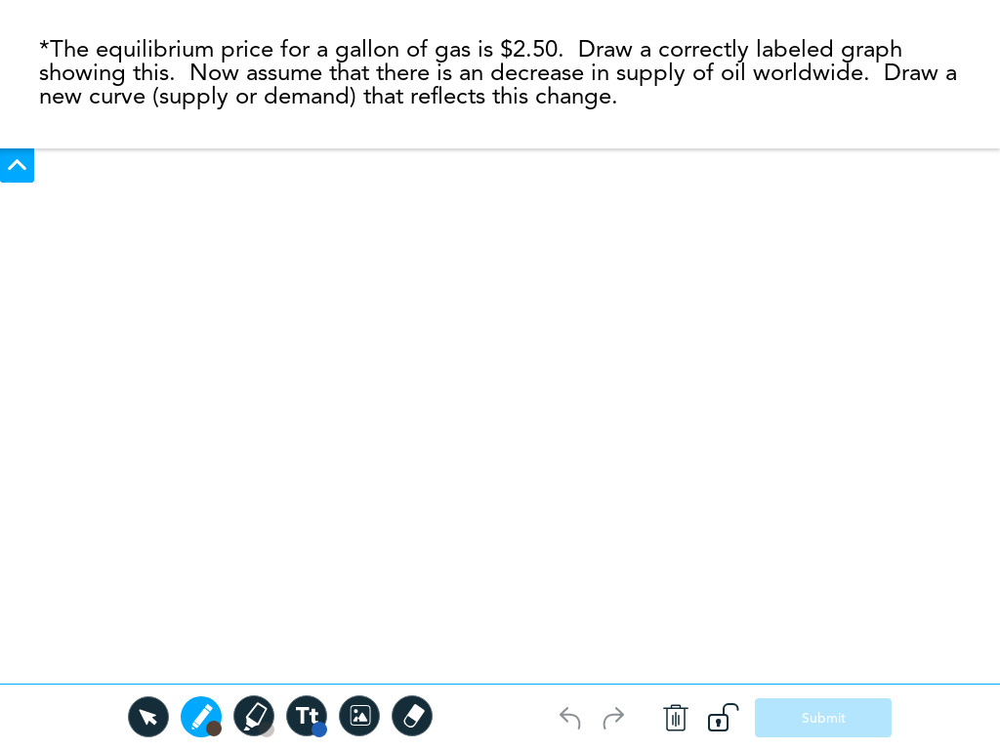 *The equilibrium price for a gallon of gas is $2.50.  Draw a correctly labeled graph
showing this.  Now assume that there is an decrease in supply of oil worldwide.  Draw a
new curve (supply or demand) that reflects this change.
Tt
Submit